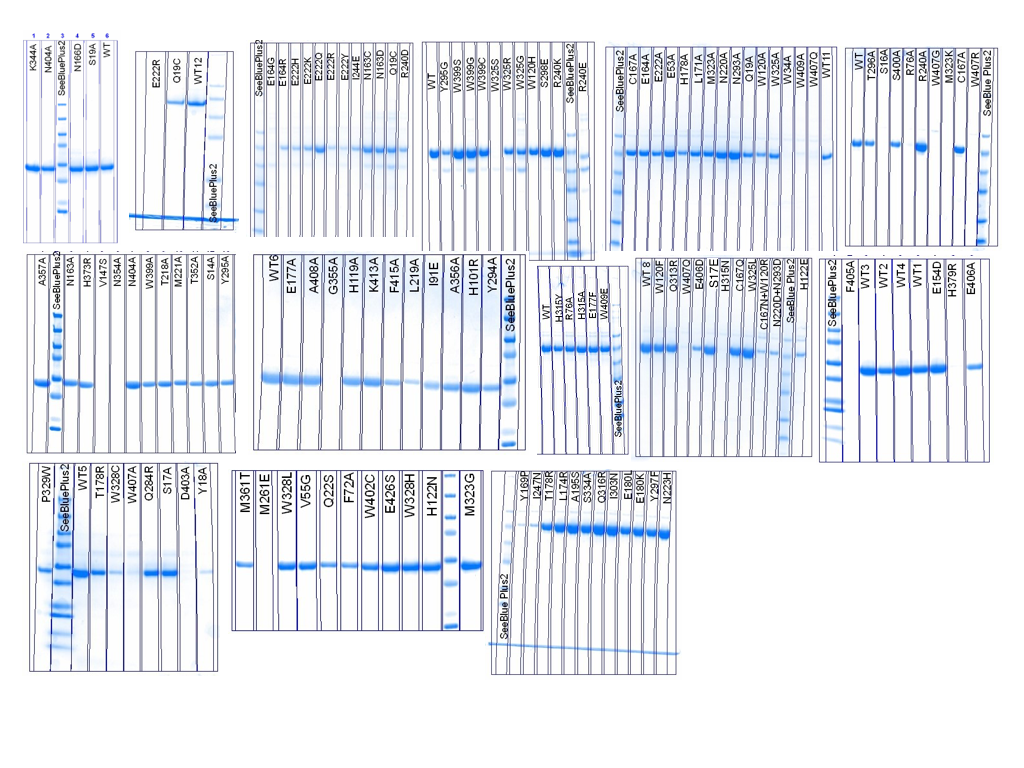 1 2 3 4 5 6
K344A N404A SeeBluePlus2 N166D S19A WT
E222R Q19C WT12 SeeBluePlus2
SeeBluePlus2 E164G E164R E222H E222K E222Q E222R E222Y I244E N163C N163D Q19C R240D
WT Y295G W399S W399G W399C W325S W325R W325G W120H S298E R240K SeeBluePlus2 R240E
SeeBluePlus2 C167A E164A E222A E53A H178A L171A M323A N220A N293A Q19A W120A W325A W34A W409A W407Q WT11
WT T296A S16A S400A R76A R240A W407G M323K C167A W407R SeeBlue Plus2
A357A SeeBluePlus2 N163A H373R V147S N354A N404A W399A T218A M221A T352A S14A Y295A
WT6 E177A A408A G355A H119A K413A F415A L219A I91E A356A H101R Y294A SeeBluePlus2
WT H315Y R76A H315A E177F W409E SeeBluePlus2
WT 8 W120F Q313R W407Q E406D S17E H315N C167Q W325L C167N+W120R N220D+N293D SeeBlue Plus2 H122E
SeeBluePlus2 F405A WT3 WT2 WT4 WT1 E154D H379R E406A
P329W SeeBluePlus2 WT5 T178R W328C W407A Q284R S17A D403A Y18A
M361T M261E W328L V55G Q22S F72A W402C E426S W328H H122N M323G
SeeBlue Plus2 Y169P I247N T178R L174R A195S S334A Q316R I303N E180L E180K Y297F N223H